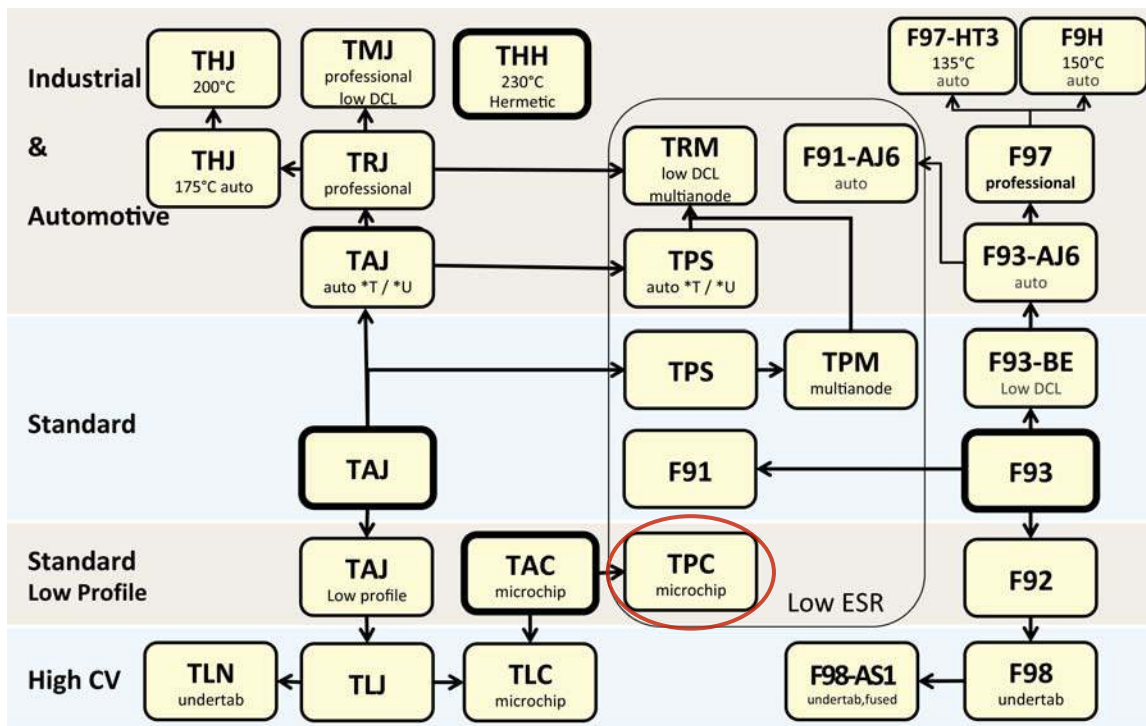 Industrial
&
Automotive
THJ
200°C
TMJ
professional
low DCL
THH
230°C
Hermetic
F97-HT3
135°C
auto
F9H
150°C
auto
THJ
175°C auto
TRJ
professional
TRM
low DCL
multianode
F91-AJ6
auto
F97
professional
TAJ
auto *T / *U
TPS
auto *T / *U
F93-AJ6
auto
Standard
TPS
TPM
multianode
F93-BE
Low DCL
TAJ
F91
F93
Standard
Low Profile
TAJ
Low profile
TAC
microchip
TPC
microchip
Low ESR
F92
High CV
TLN
undertab
TLJ
TLC
microchip
F98-AS1
undertab,fused
F98
undertab